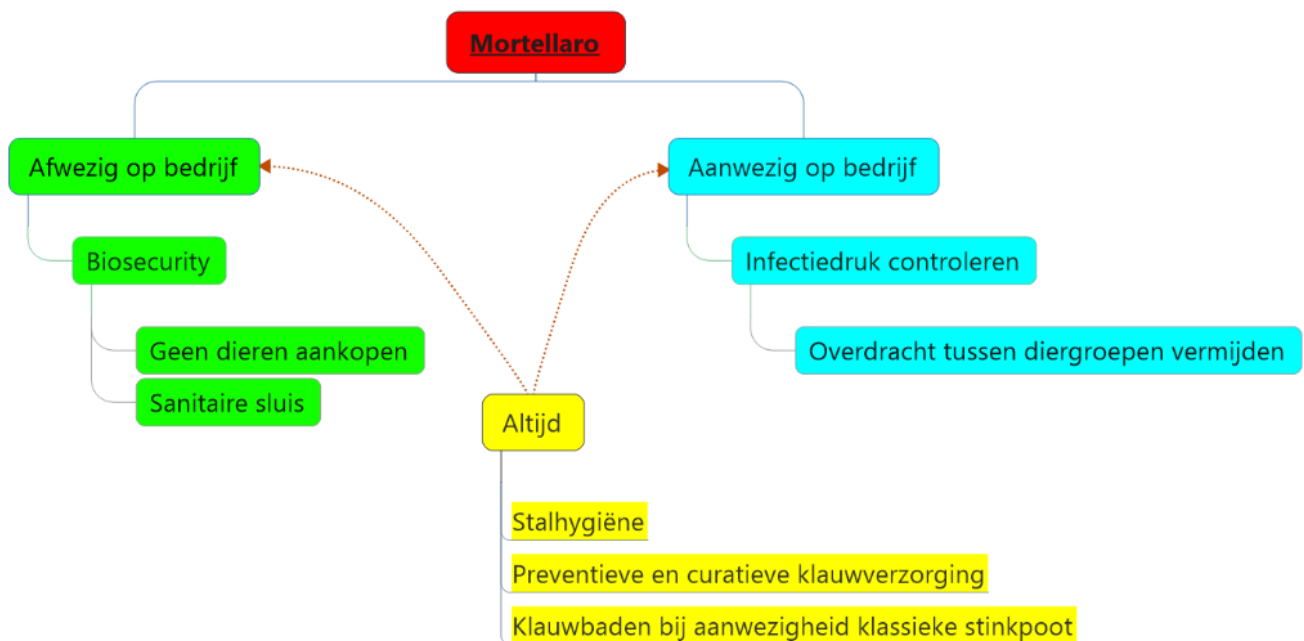 Mortellaro
Afwezig op bedrijf
Aanwezig op bedrijf
Biosecurity
Infectiedruk controleren
Geen dieren aankopen
Overdracht tussen diergroepen vermijden
Sanitaire sluis
Altijd
Stalhygiëne
Preventieve en curatieve klauwverzorging
Klauwbaden bij aanwezigheid klassieke stinkpoot